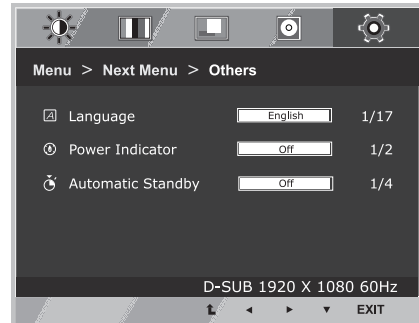 Menu > Next Menu > Others
Language English 1/17
Power Indicator Off 1/2
Automatic Standby Off 1/4
D-SUB 1920 X 1080 60Hz
EXIT